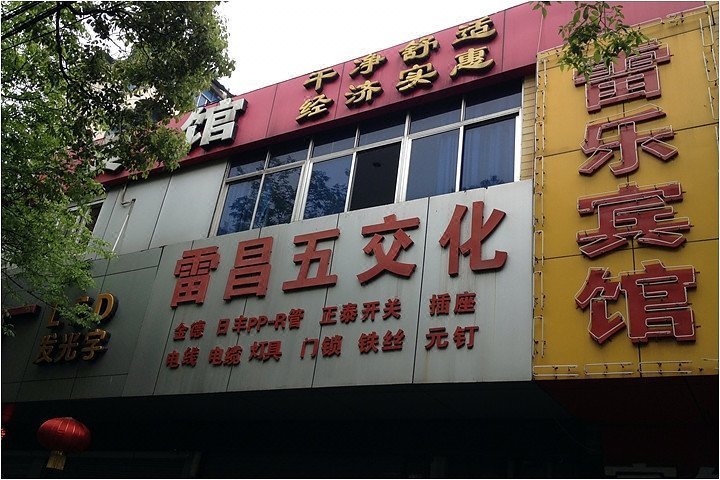 干净舒适
经济实惠
宾馆
雷乐宾馆
雷昌五交化
金德 日丰PP-R管 正泰开关 插座
电线 电缆 灯具 门锁 铁丝 元钉
LED
发光字